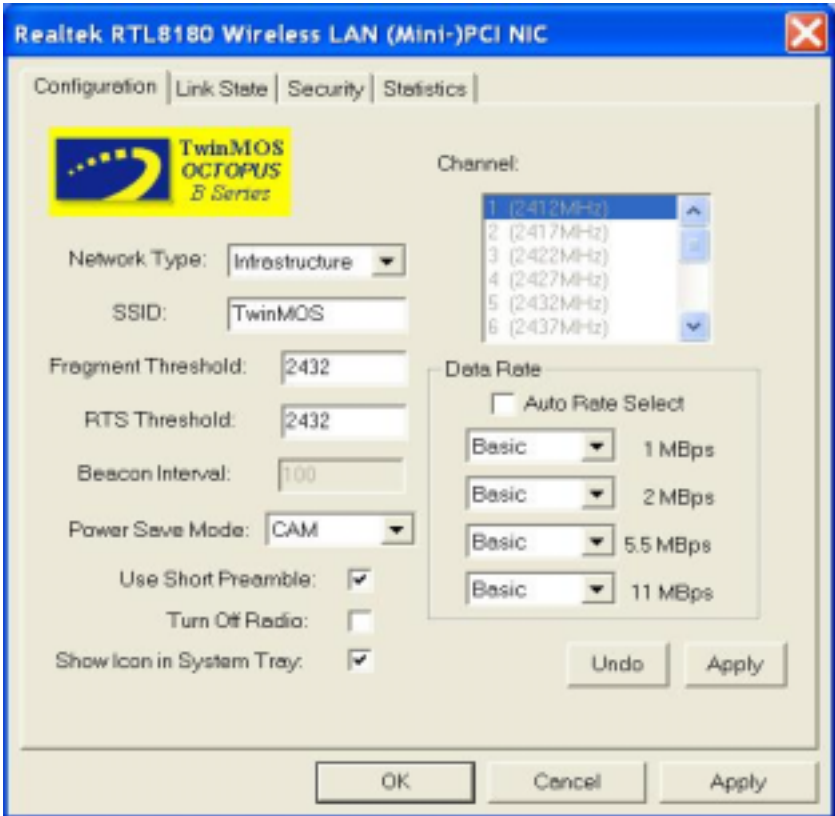 Realtek RTL8180 Wireless LAN (Mini-)PCI NIC
Configuration Link State Security Statistics
TwinMOS
OCTOPUS
B Series
Channel:
1 (2412MHz)
2 (2417MHz)
3 (2422MHz)
4 (2427MHz)
5 (2432MHz)
6 (2437MHz)
Network Type: Infrastructure
SSID: TwinMOS
Fragment Threshold: 2432
RTS Threshold: 2432
Beacon Interval: 100
Power Save Mode: CAM
Use Short Preamble:
Turn Off Radio:
Show Icon in System Tray:
Data Rate
Auto Rate Select
Basic 1 MBps
Basic 2 MBps
Basic 5.5 MBps
Basic 11 MBps
Undo Apply
OK Cancel Apply